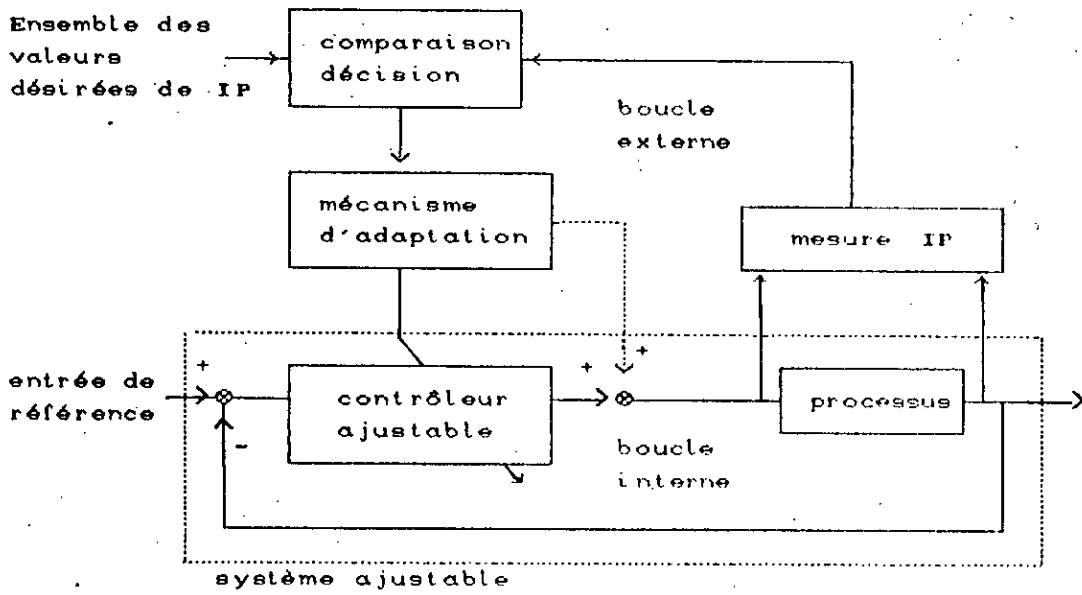 Ensemble des
valeurs
désirées de IP
comparaison
décision
boucle
externe
mécanisme
d'adaptation
mesure IP
+
+
+
entrée de
référence
contrôleur
ajustable
processus
-
boucle
interne
système ajustable